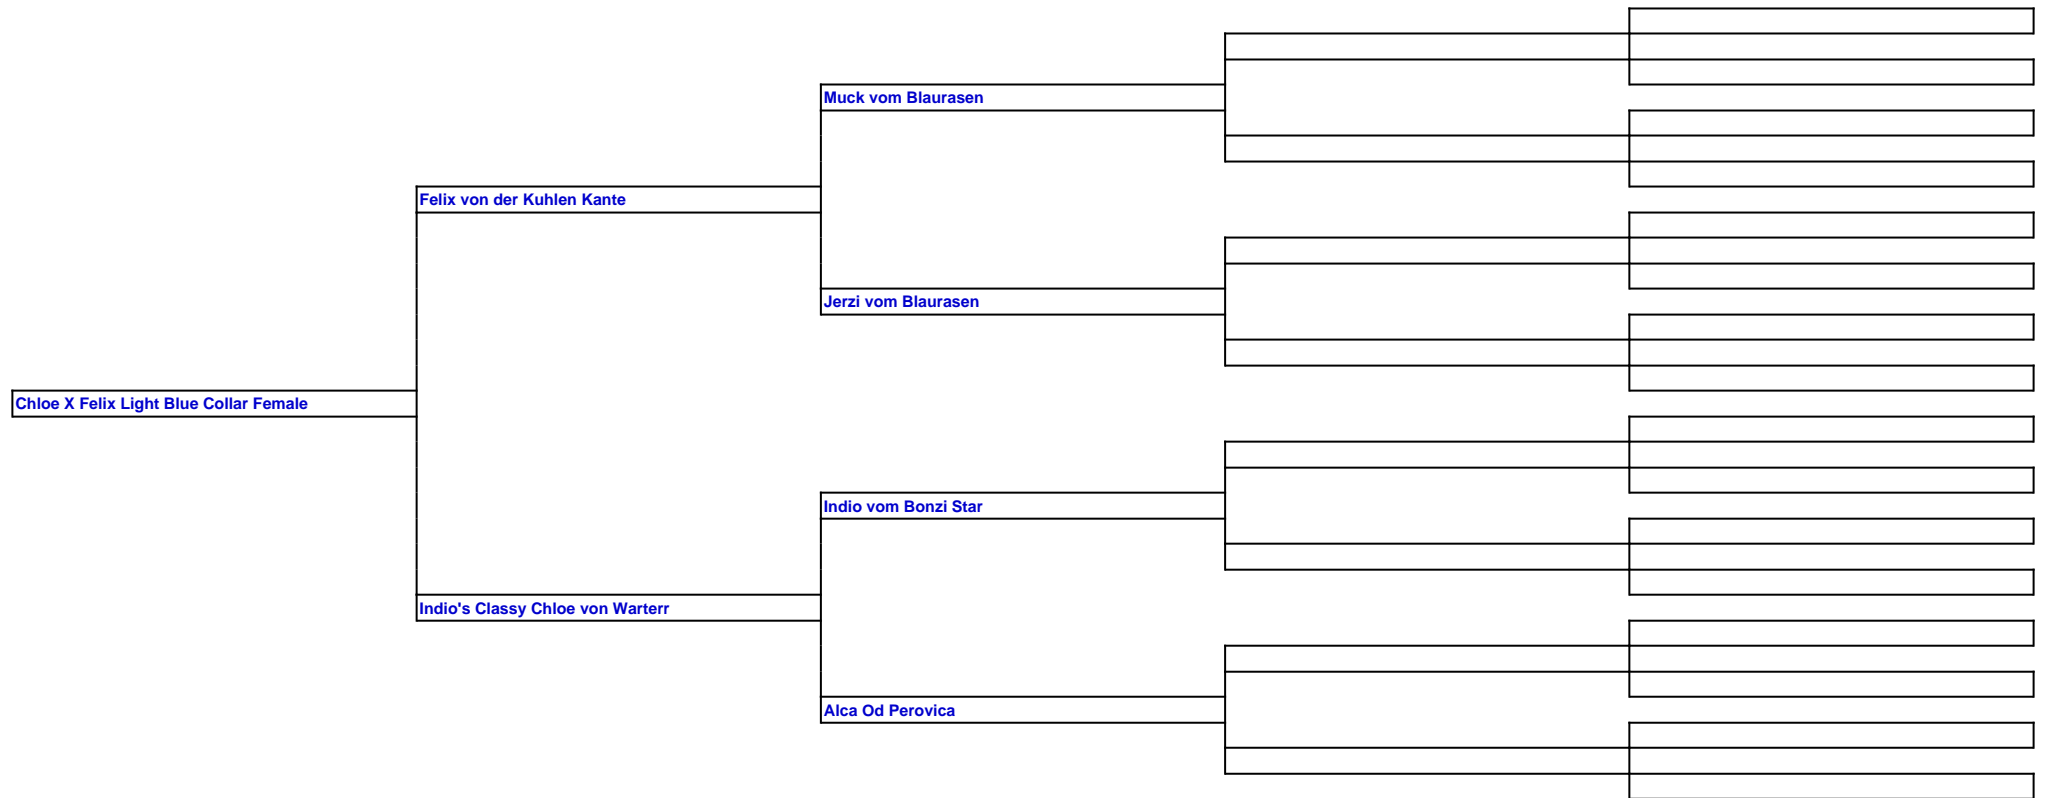 Muck vom Blaurasen
Felix von der Kuhlen Kante
Jerzi vom Blaurasen
Chloe X Felix Light Blue Collar Female
Indio vom Bonzi Star
Indio's Classy Chloe von Warterr
Alca Od Perovica